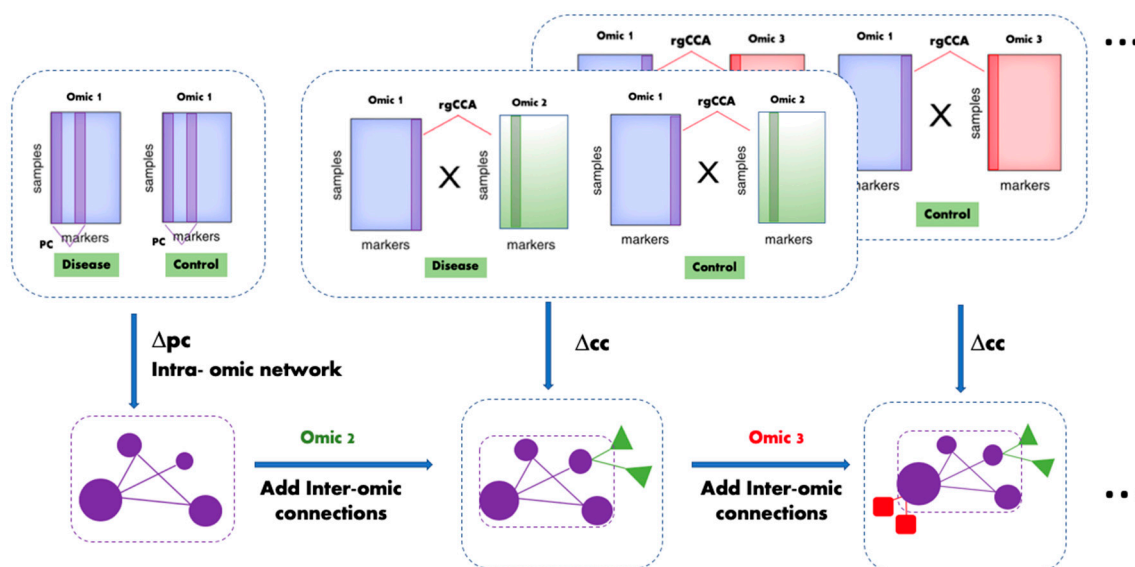 Omic 1
rgCCA
Omic 3
Omic 1
rgCCA
Omic 3
...
samples
X
markers
Control
Omic 1
Omic 1
samples
samples
PC
markers
PC
markers
Disease
Control
Omic 1
rgCCA
Omic 2
Omic 1
rgCCA
Omic 2
samples
X
samples
samples
X
samples
markers
markers
markers
markers
Disease
Control
Δpc
Intra- omic network
Δcc
Δcc
Omic 2
Add Inter-omic
connections
Omic 3
Add Inter-omic
connections
..